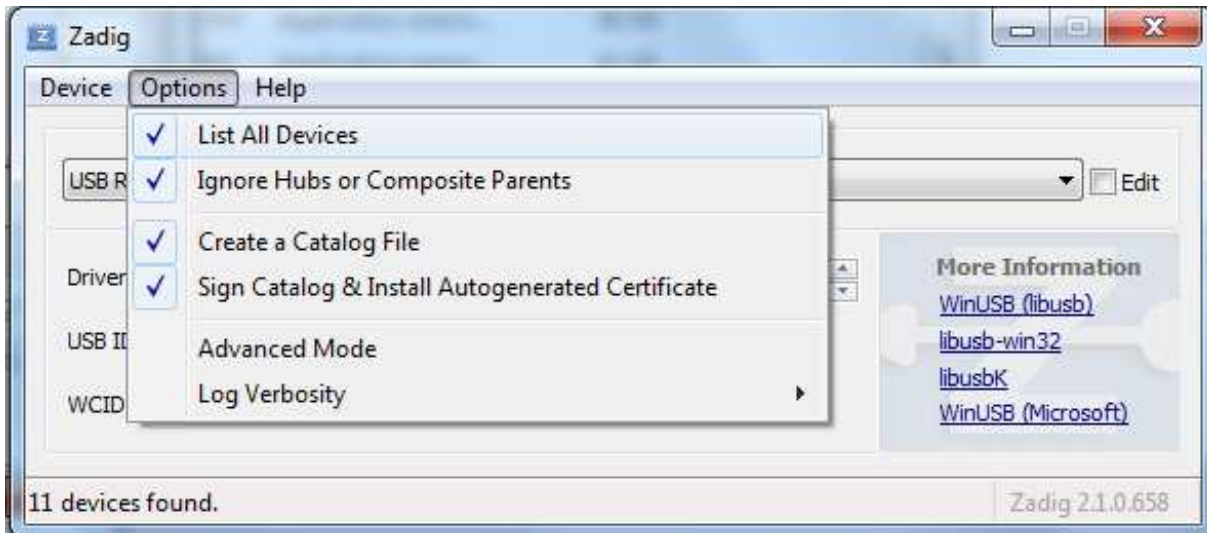 Zadig
Device Options Help
List All Devices
Ignore Hubs or Composite Parents
Create a Catalog File
Sign Catalog & Install Autogenerated Certificate
Advanced Mode
Log Verbosity
USB R
Edit
Driver
USB ID
WCID
More Information
WinUSB (libusb)
libusb-win32
libusbK
WinUSB (Microsoft)
11 devices found.
Zadig 2.1.0.658